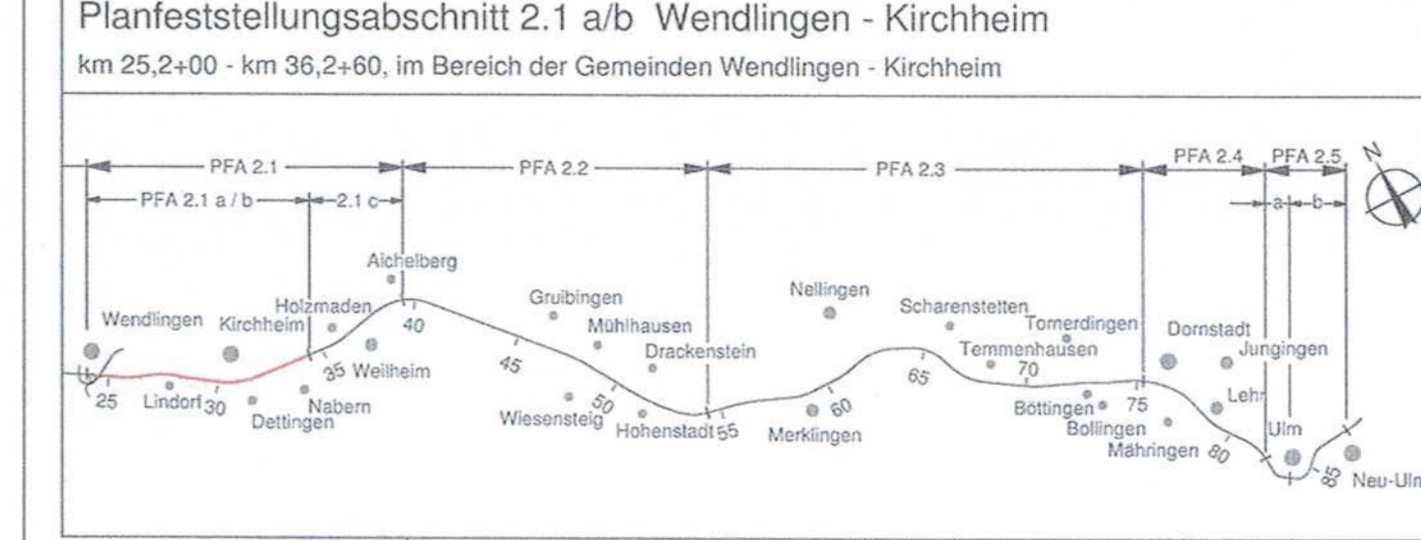 Planfeststellungsabschnitt 2.1 a/b Wendlingen - Kirchheim
km 25,2+00 - km 36,2+60, im Bereich der Gemeinden Wendlingen - Kirchheim
PFA 2.1 PFA 2.2 PFA 2.3 PFA 2.4 PFA 2.5 N
PFA 2.1 a / b 2.1 c a b
Aichelberg
Wendlingen Kirchheim Holzmaden
Gruibingen Mühlhausen Drackenstein
Nellingen Scharenstetten Tomerdingen
Temmenhausen Dornstadt Jungingen
25 30 35 40 45 50 55 60 65 70 75 80 85
Lindorf Dettingen Nabern Weilheim
Wiesensteig Hohenstadt Merklingen
Böttingen Bollingen Mähringen Lehr
Ulm Neu-Ulm